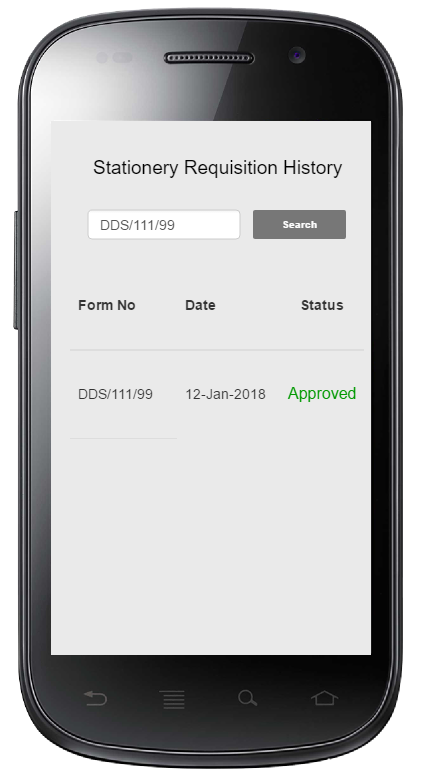 Stationery Requisition History
DDS/111/99 Search
Form No Date Status
DDS/111/99 12-Jan-2018 Approved